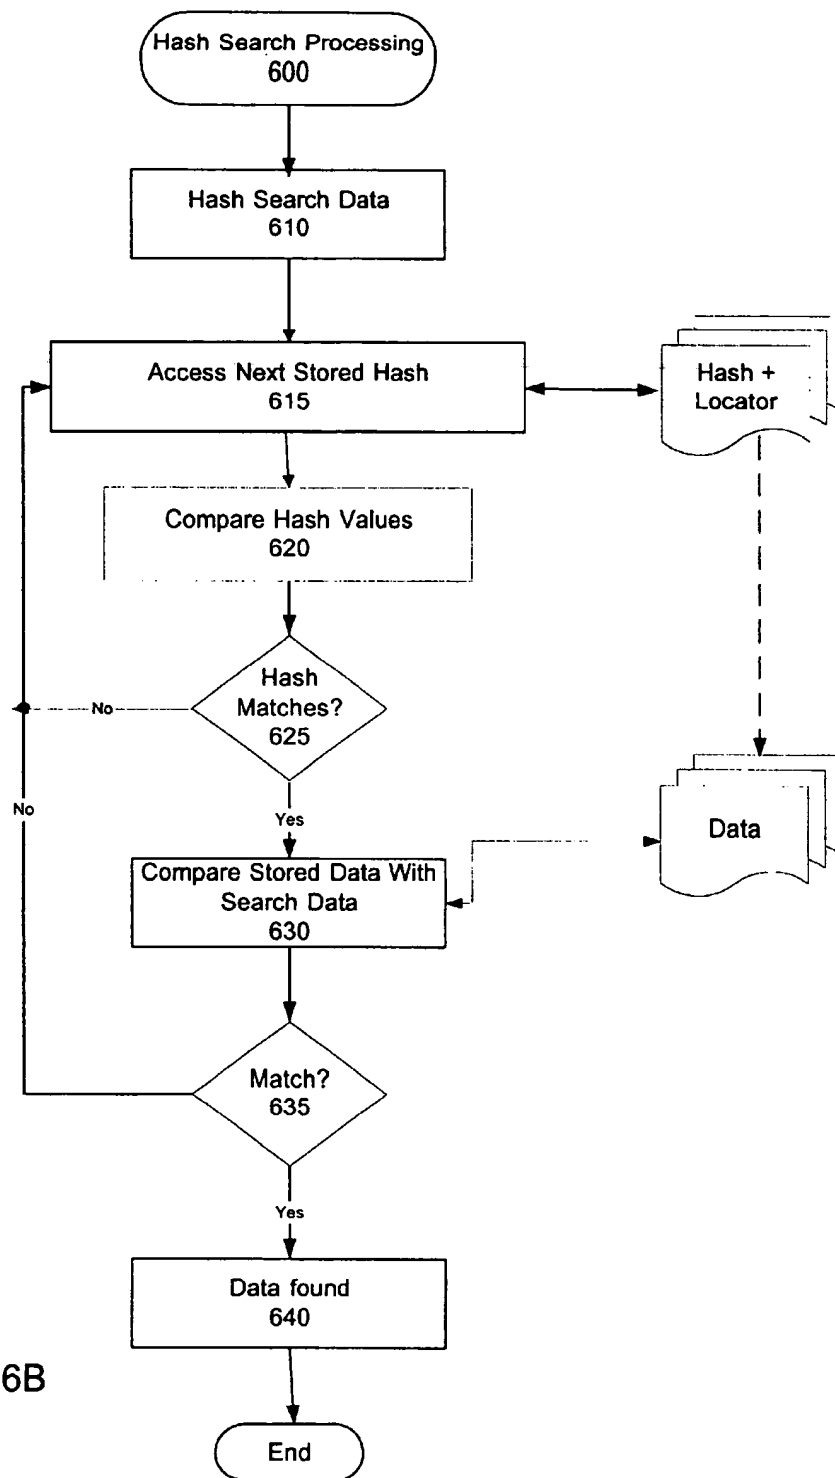 Hash Search Processing
600
Hash Search Data
610
Access Next Stored Hash
615
Hash +
Locator
Compare Hash Values
620
Hash
Matches?
625
No
No
Yes
Data
Compare Stored Data With
Search Data
630
Match?
635
Yes
Data found
640
6B
End